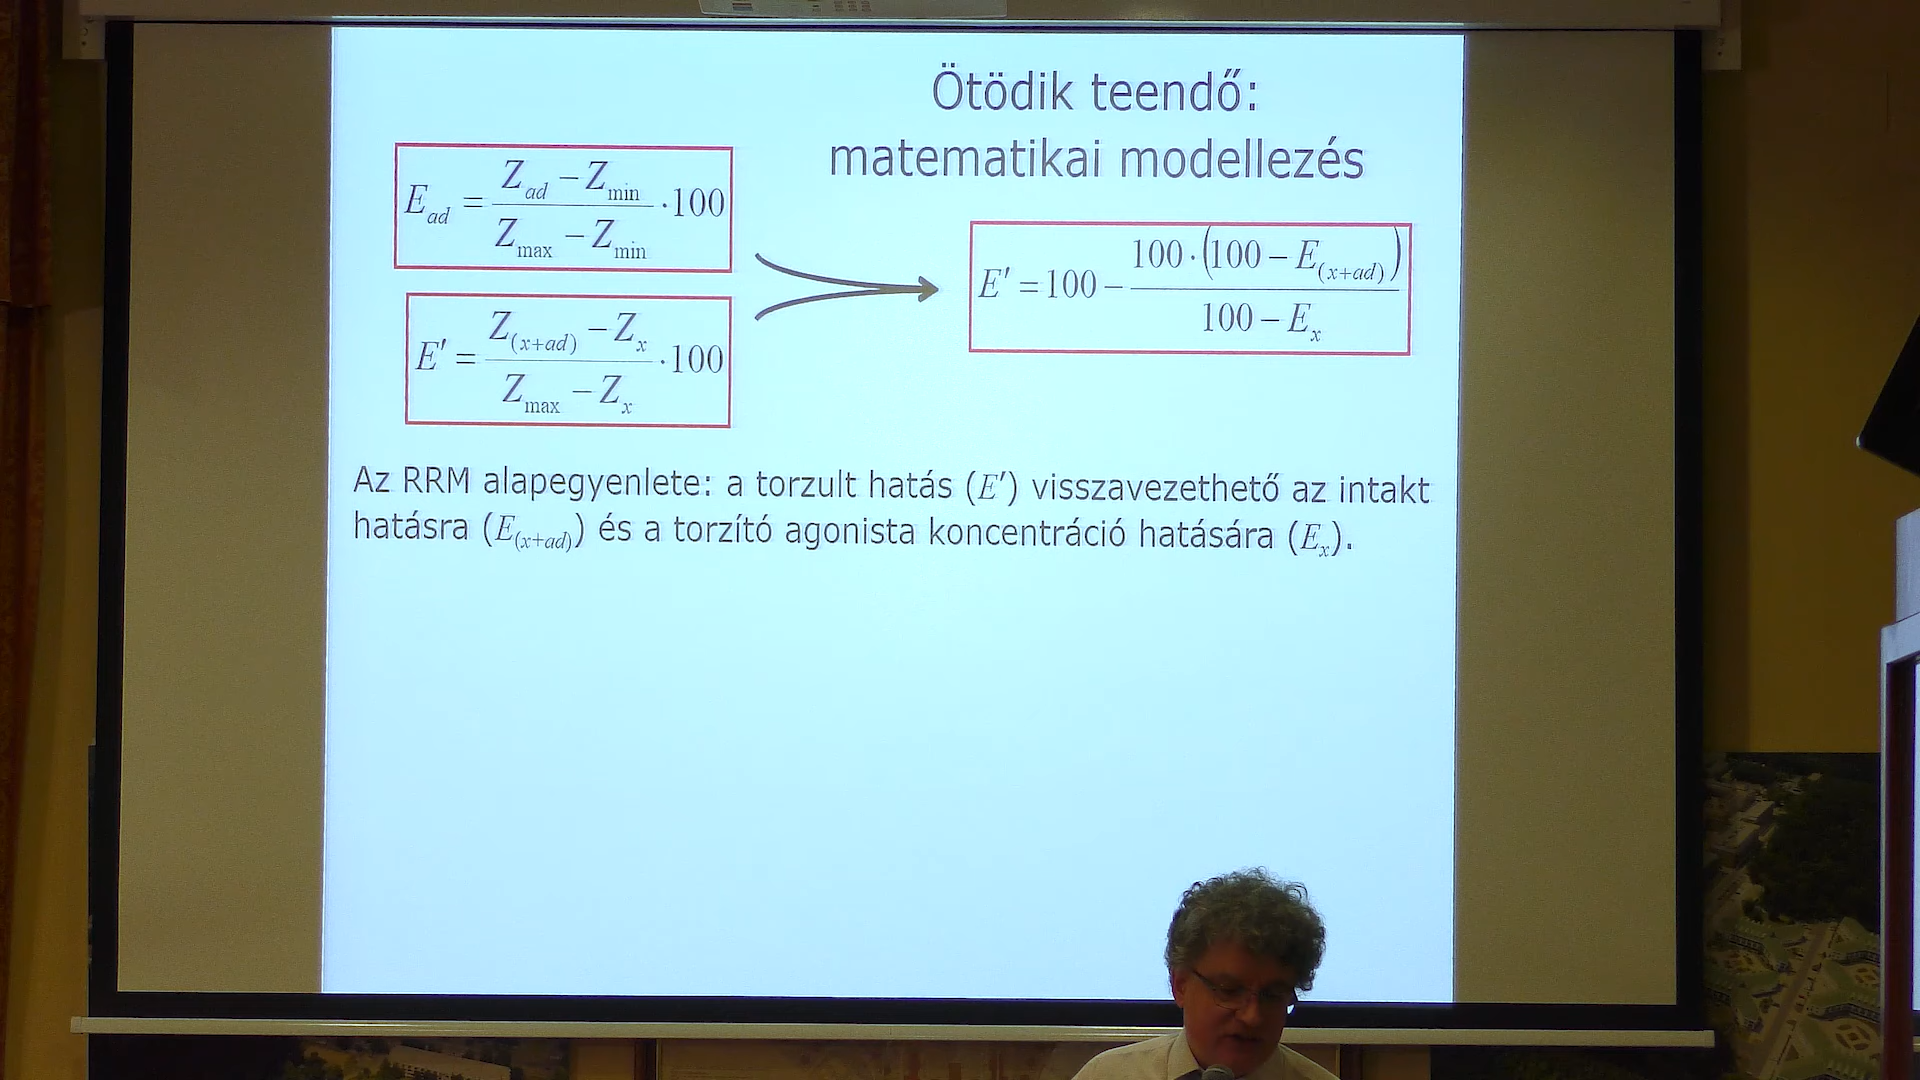 Ötödik teendő:
matematikai modellezés
E_ad = (Z_ad − Z_min) / (Z_max − Z_min) · 100
E′ = (Z_(x+ad) − Z_x) / (Z_max − Z_x) · 100
E′ = 100 − (100 · (100 − E_(x+ad))) / (100 − E_x)
Az RRM alapegyenlete: a torzult hatás (E′) visszavezethető az intakt
hatásra (E_(x+ad)) és a torzító agonista koncentráció hatására (E_x).